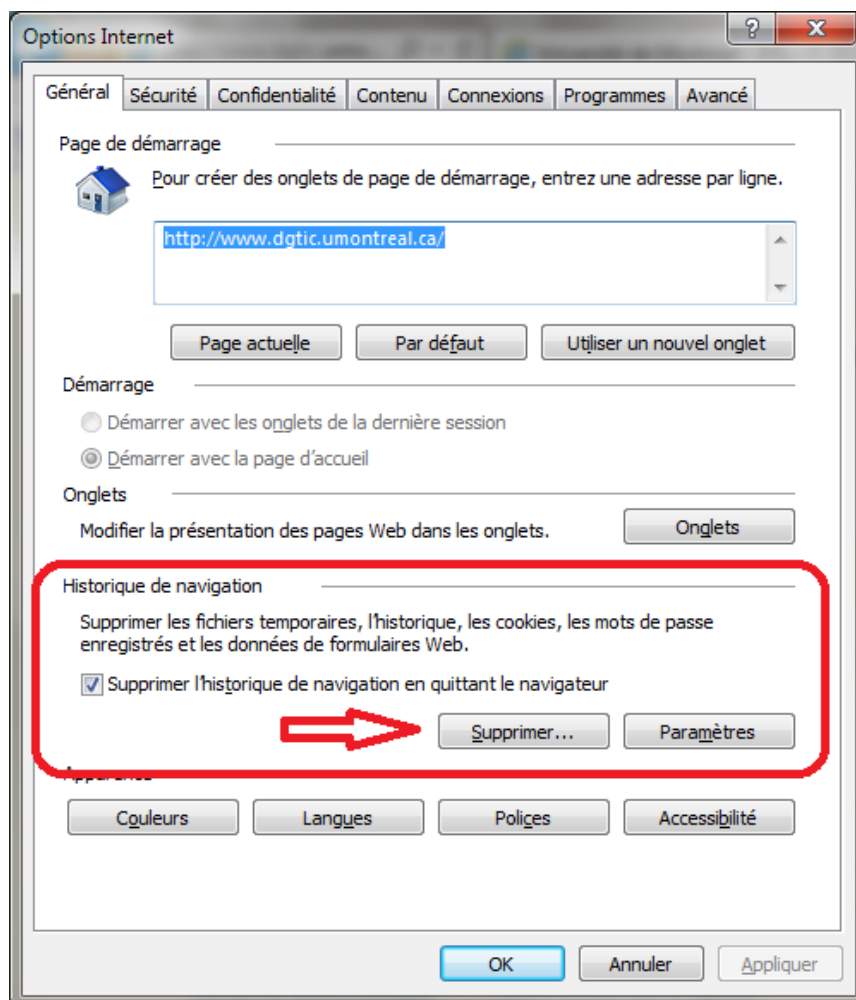 Options Internet
Général Sécurité Confidentialité Contenu Connexions Programmes Avancé
Page de démarrage
Pour créer des onglets de page de démarrage, entrez une adresse par ligne.
http://www.dgtic.umontreal.ca/
Page actuelle Par défaut Utiliser un nouvel onglet
Démarrage
Démarrer avec les onglets de la dernière session
Démarrer avec la page d'accueil
Onglets
Modifier la présentation des pages Web dans les onglets. Onglets
Historique de navigation
Supprimer les fichiers temporaires, l'historique, les cookies, les mots de passe
enregistrés et les données de formulaires Web.
Supprimer l'historique de navigation en quittant le navigateur
Supprimer... Paramètres
Couleurs Langues Polices Accessibilité
OK Annuler Appliquer